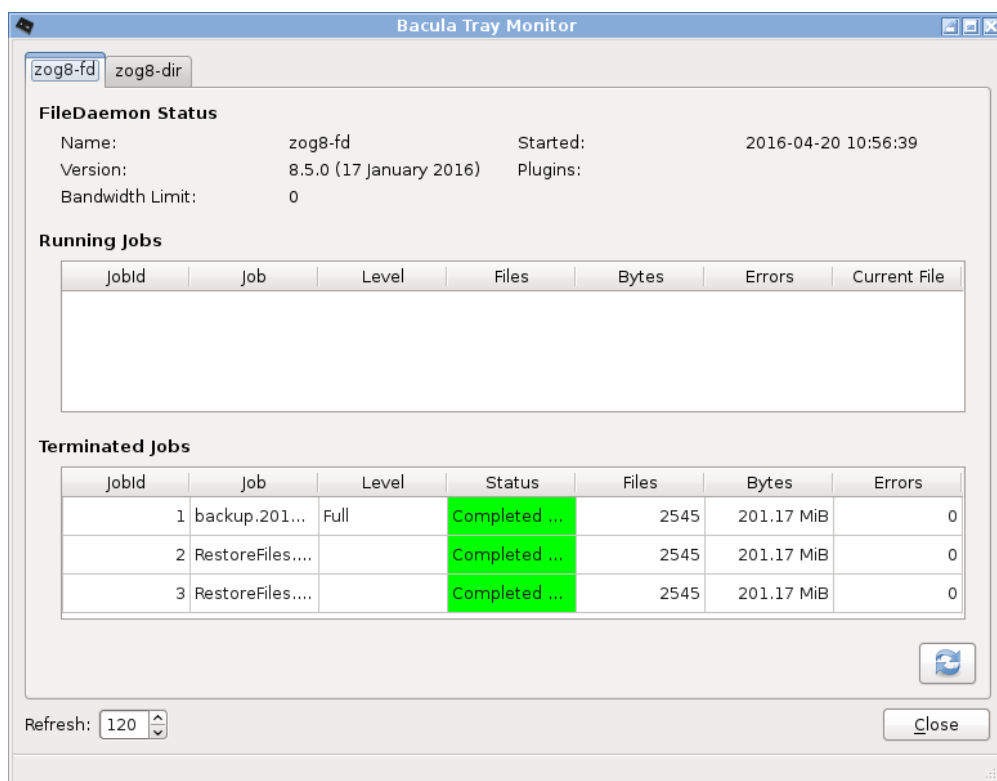 Bacula Tray Monitor
zog8-fd zog8-dir
FileDaemon Status
Name: zog8-fd Started: 2016-04-20 10:56:39
Version: 8.5.0 (17 January 2016) Plugins:
Bandwidth Limit: 0
Running Jobs
JobId Job Level Files Bytes Errors Current File
Terminated Jobs
JobId Job Level Status Files Bytes Errors
1 backup.201... Full Completed ... 2545 201.17 MiB 0
2 RestoreFiles.... Completed ... 2545 201.17 MiB 0
3 RestoreFiles.... Completed ... 2545 201.17 MiB 0
Refresh: 120 Close